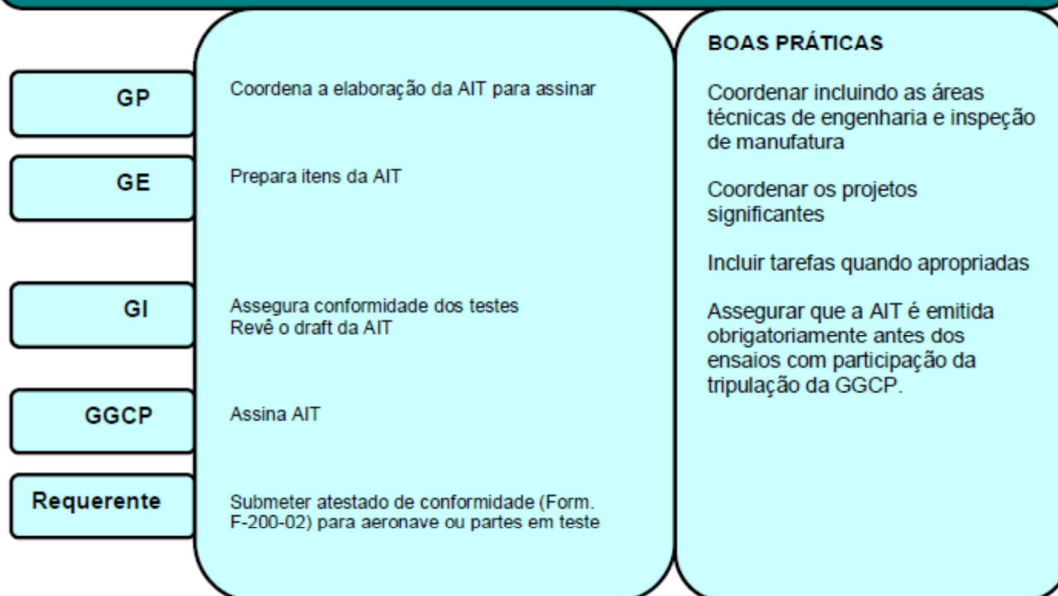 GP
Coordena a elaboração da AIT para assinar
GE
Prepara itens da AIT
GI
Assegura conformidade dos testes
Revê o draft da AIT
GGCP
Assina AIT
Requerente
Submeter atestado de conformidade (Form.
F-200-02) para aeronave ou partes em teste
BOAS PRÁTICAS
Coordenar incluindo as áreas
técnicas de engenharia e inspeção
de manufatura
Coordenar os projetos
significantes
Incluir tarefas quando apropriadas
Assegurar que a AIT é emitida
obrigatoriamente antes dos
ensaios com participação da
tripulação da GGCP.